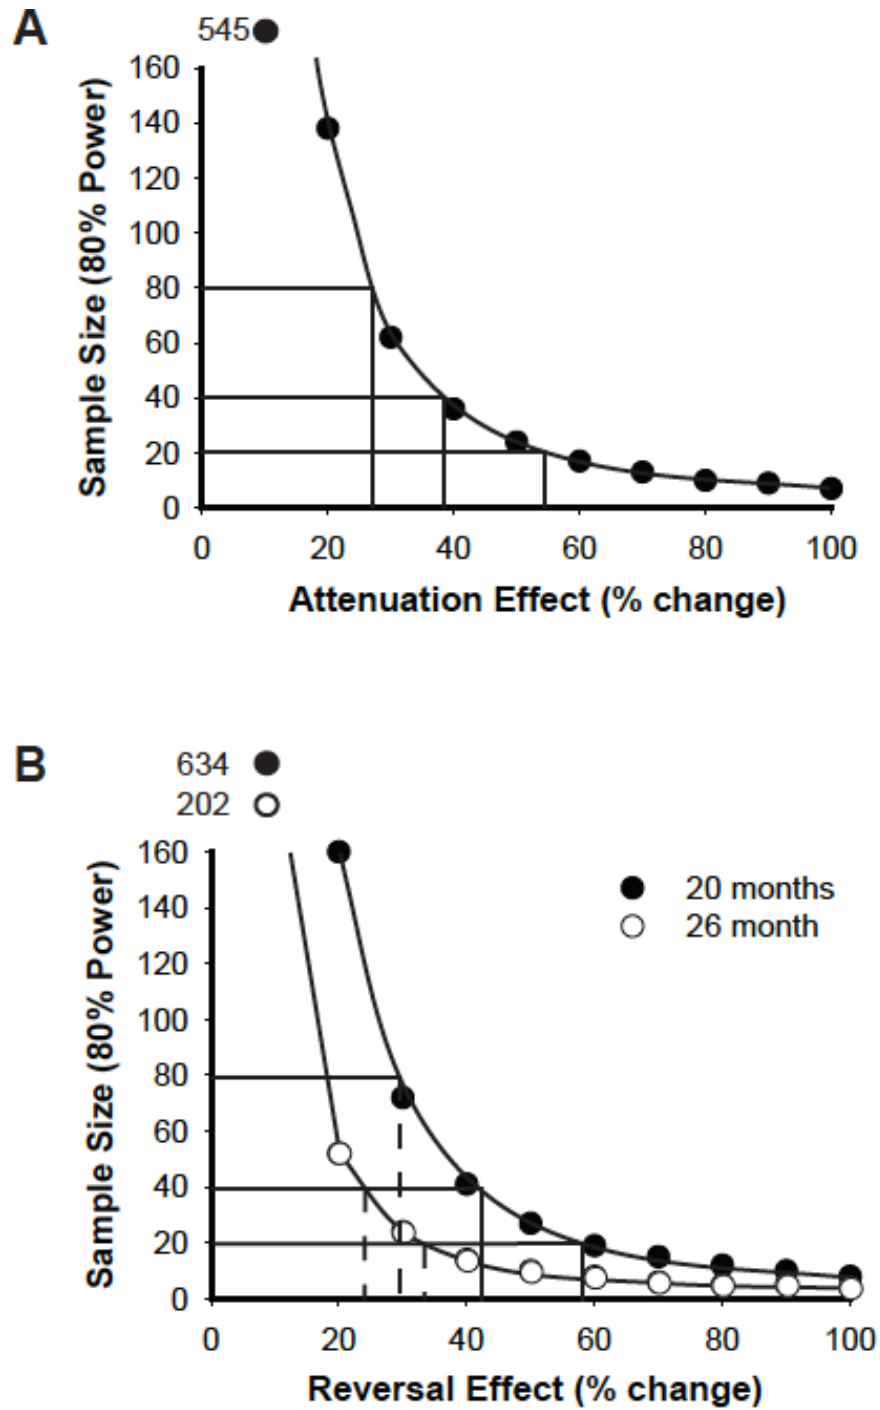 A
545
160
140
120
100
80
60
40
20
0
Sample Size (80% Power)
0 20 40 60 80 100
Attenuation Effect (% change)
B
634
202
160
140
120
100
80
60
40
20
0
Sample Size (80% Power)
20 months
26 month
0 20 40 60 80 100
Reversal Effect (% change)